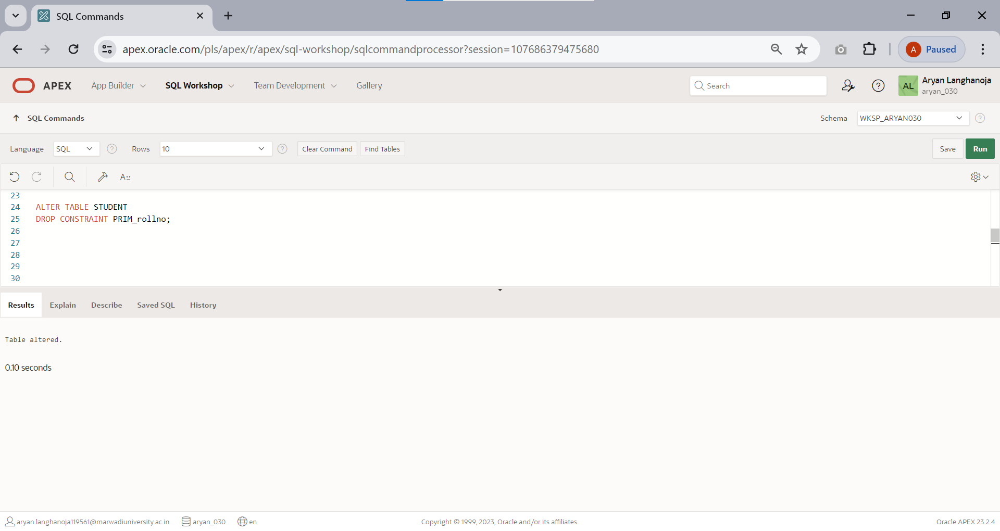 SQL Commands
apex.oracle.com/pls/apex/r/apex/sql-workshop/sqlcommandprocessor?session=107686379475680
A Paused
APEX App Builder SQL Workshop Team Development Gallery Search AL Aryan Langhanoja
aryan_030
SQL Commands Schema WKSP_ARYAN030
Language SQL Rows 10 Clear Command Find Tables Save Run
A::
23
24 ALTER TABLE STUDENT
25 DROP CONSTRAINT PRIM_rollno;
26
27
28
29
30
Results Explain Describe Saved SQL History
Table altered.
0.10 seconds
aryan.langhanoja119561@marwadiuniversity.ac.in aryan_030 en Copyright © 1999, 2023, Oracle and/or its affiliates. Oracle APEX 23.2.4